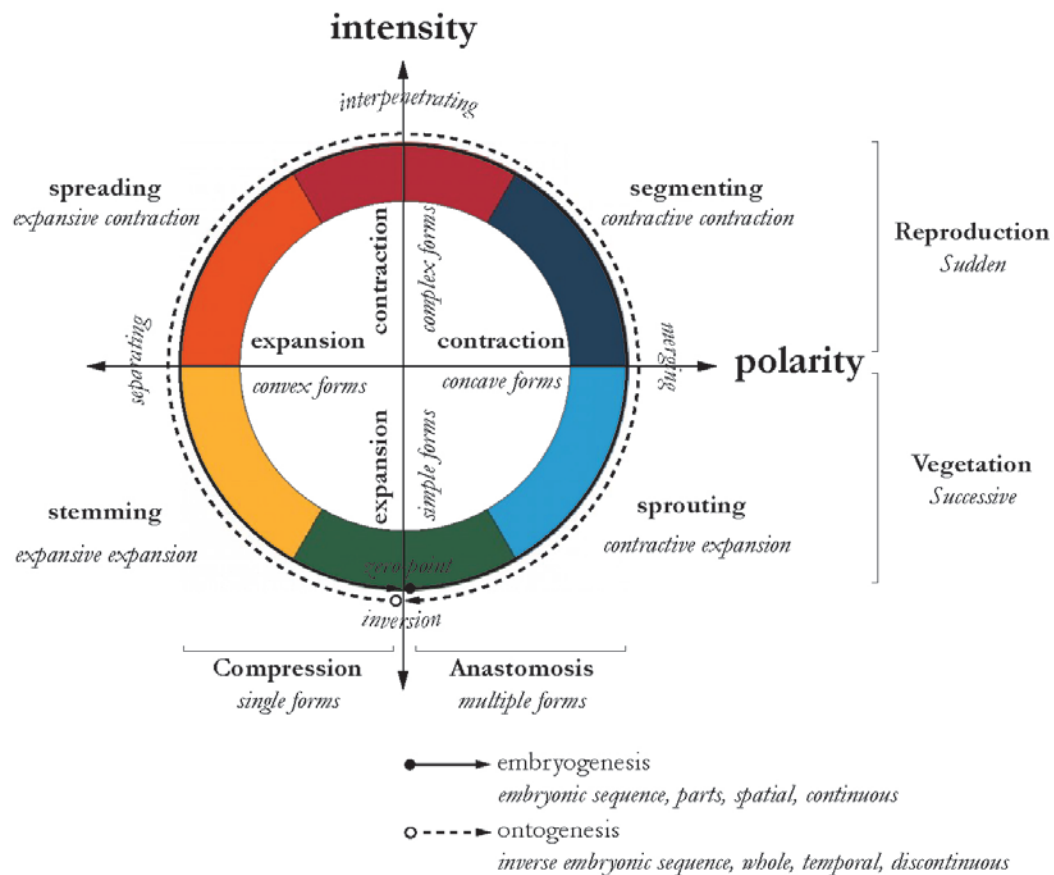 intensity
interpenetrating
spreading
expansive contraction
segmenting
contractive contraction
Reproduction
Sudden
contraction
complex forms
separating
expansion
convex forms
contraction
concave forms
merging
polarity
expansion
simple forms
Vegetation
Successive
stemming
expansive expansion
sprouting
contractive expansion
zero point
inversion
Compression
single forms
Anastomosis
multiple forms
embryogenesis
embryonic sequence, parts, spatial, continuous
ontogenesis
inverse embryonic sequence, whole, temporal, discontinuous